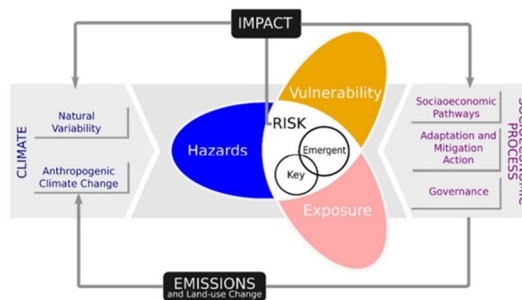 IMPACT
CLIMATE
Natural
Variability
Anthropogenic
Climate Change
Hazards
Vulnerability
RISK
Emergent
Key
Exposure
Socioeconomic
Pathways
Adaptation and
Mitigation
Action
Governance
PROCESS
EMISSIONS
and Land-use Change